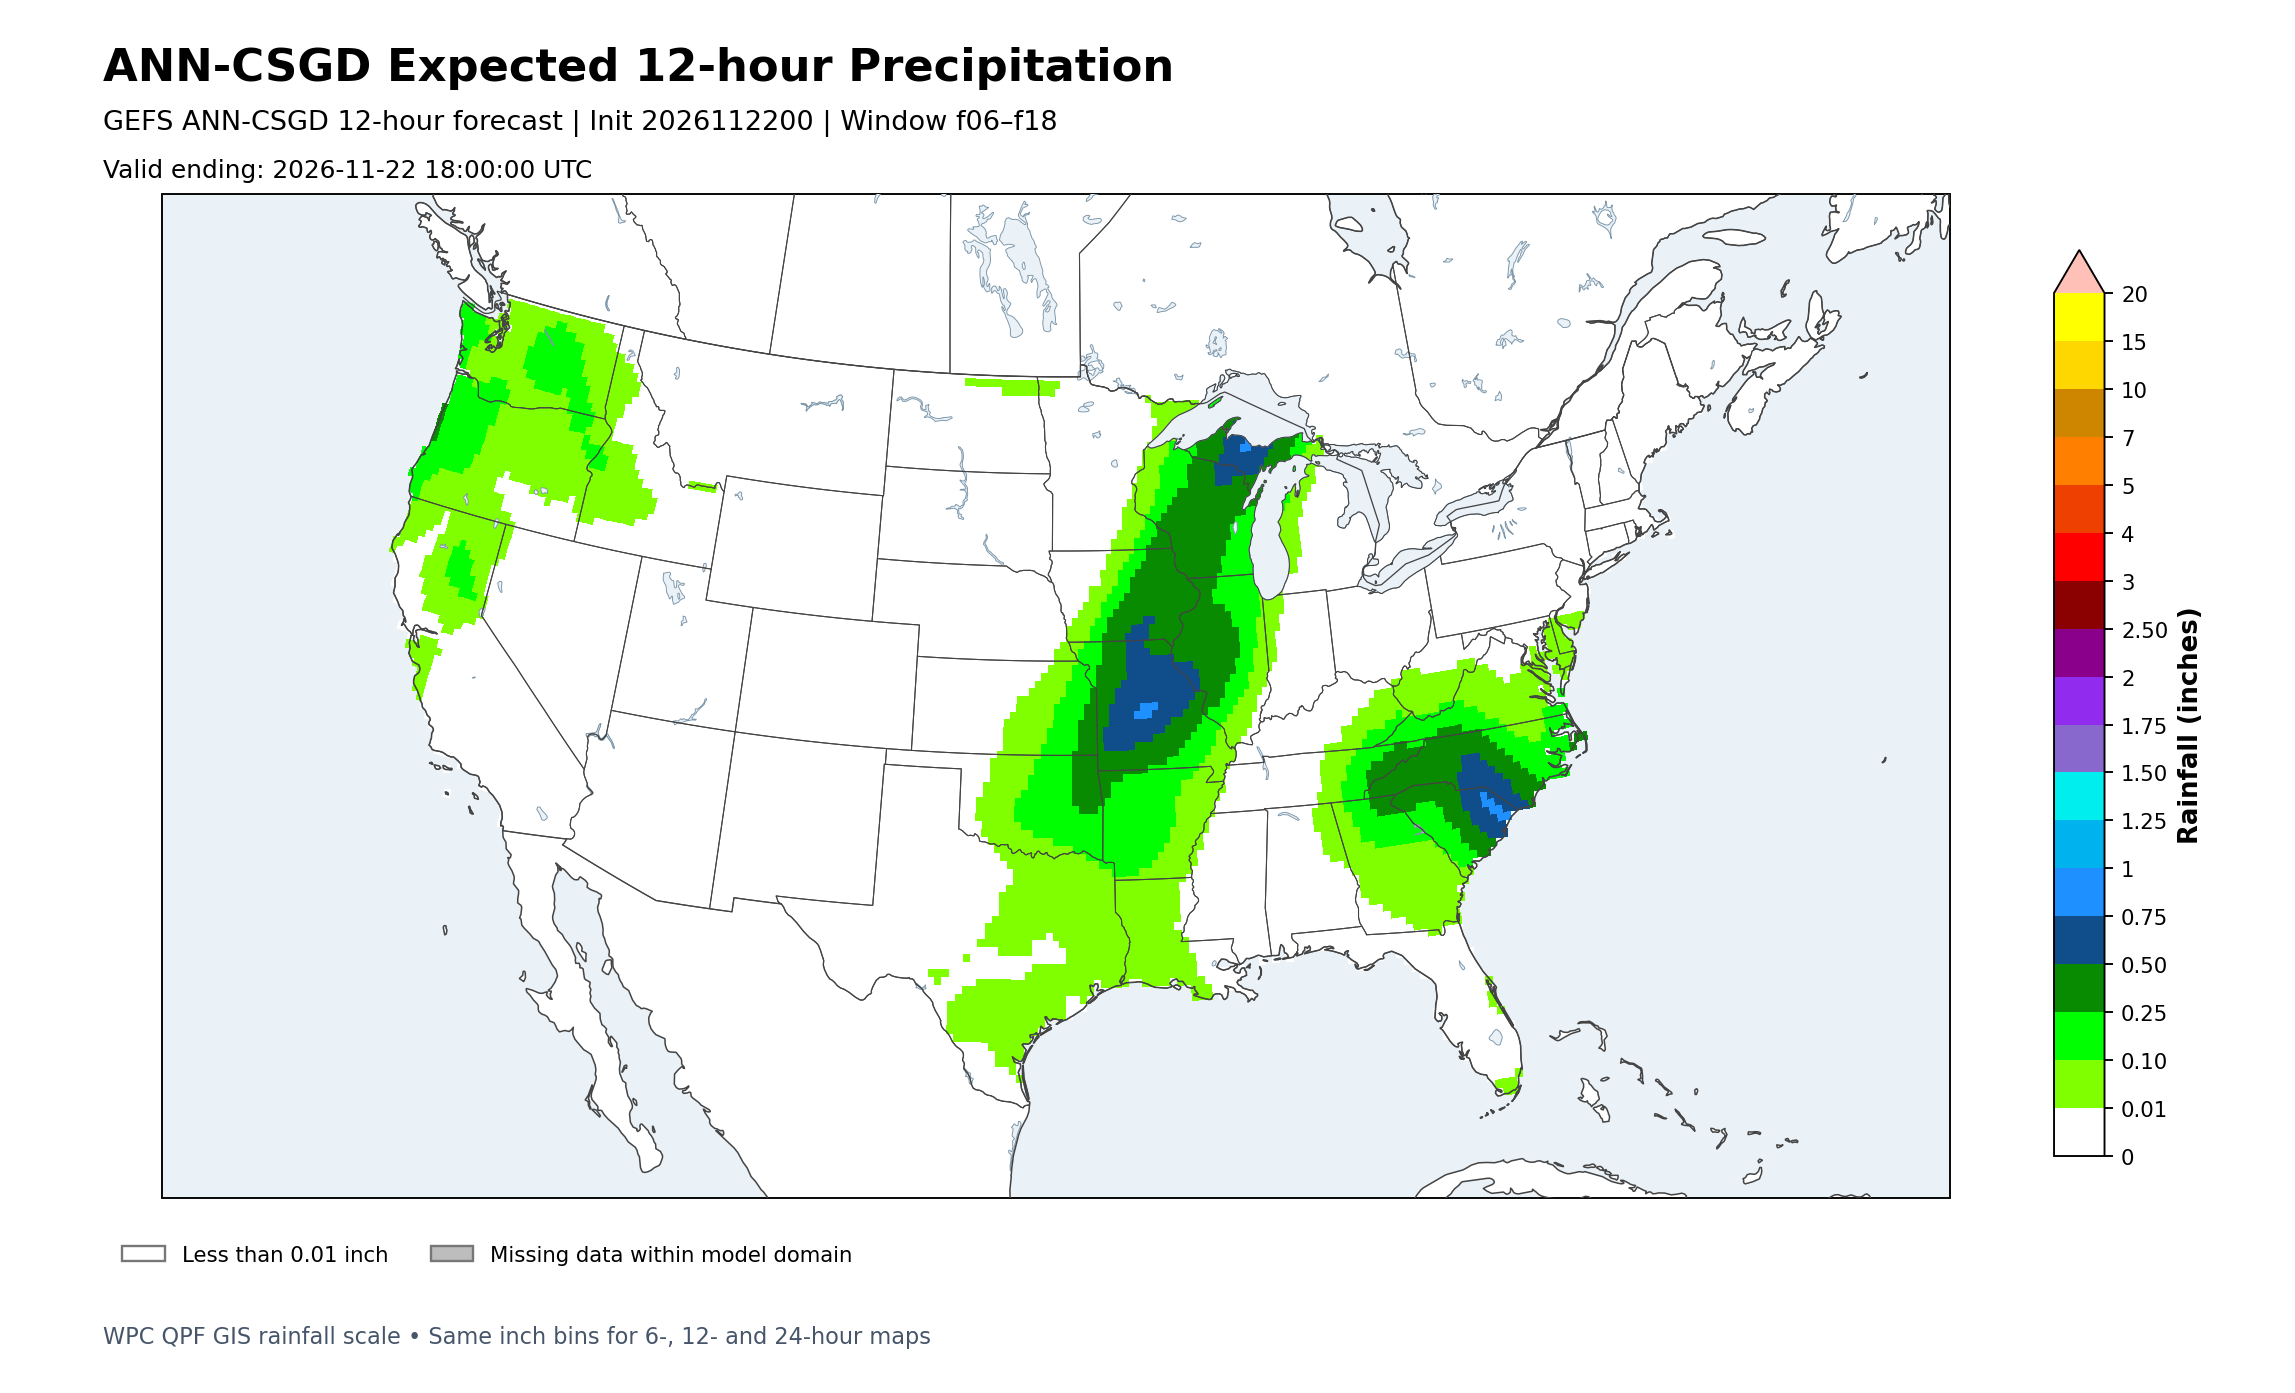 ANN-CSGD Expected 12-hour Precipitation
GEFS ANN-CSGD 12-hour forecast | Init 2026112200 | Window f06–f18
Valid ending: 2026-11-22 18:00:00 UTC
20
15
10
7
5
4
3
2.50
2
1.75
1.50
1.25
1
0.75
0.50
0.25
0.10
0.01
0
Rainfall (inches)
Less than 0.01 inch
Missing data within model domain
WPC QPF GIS rainfall scale • Same inch bins for 6-, 12- and 24-hour maps